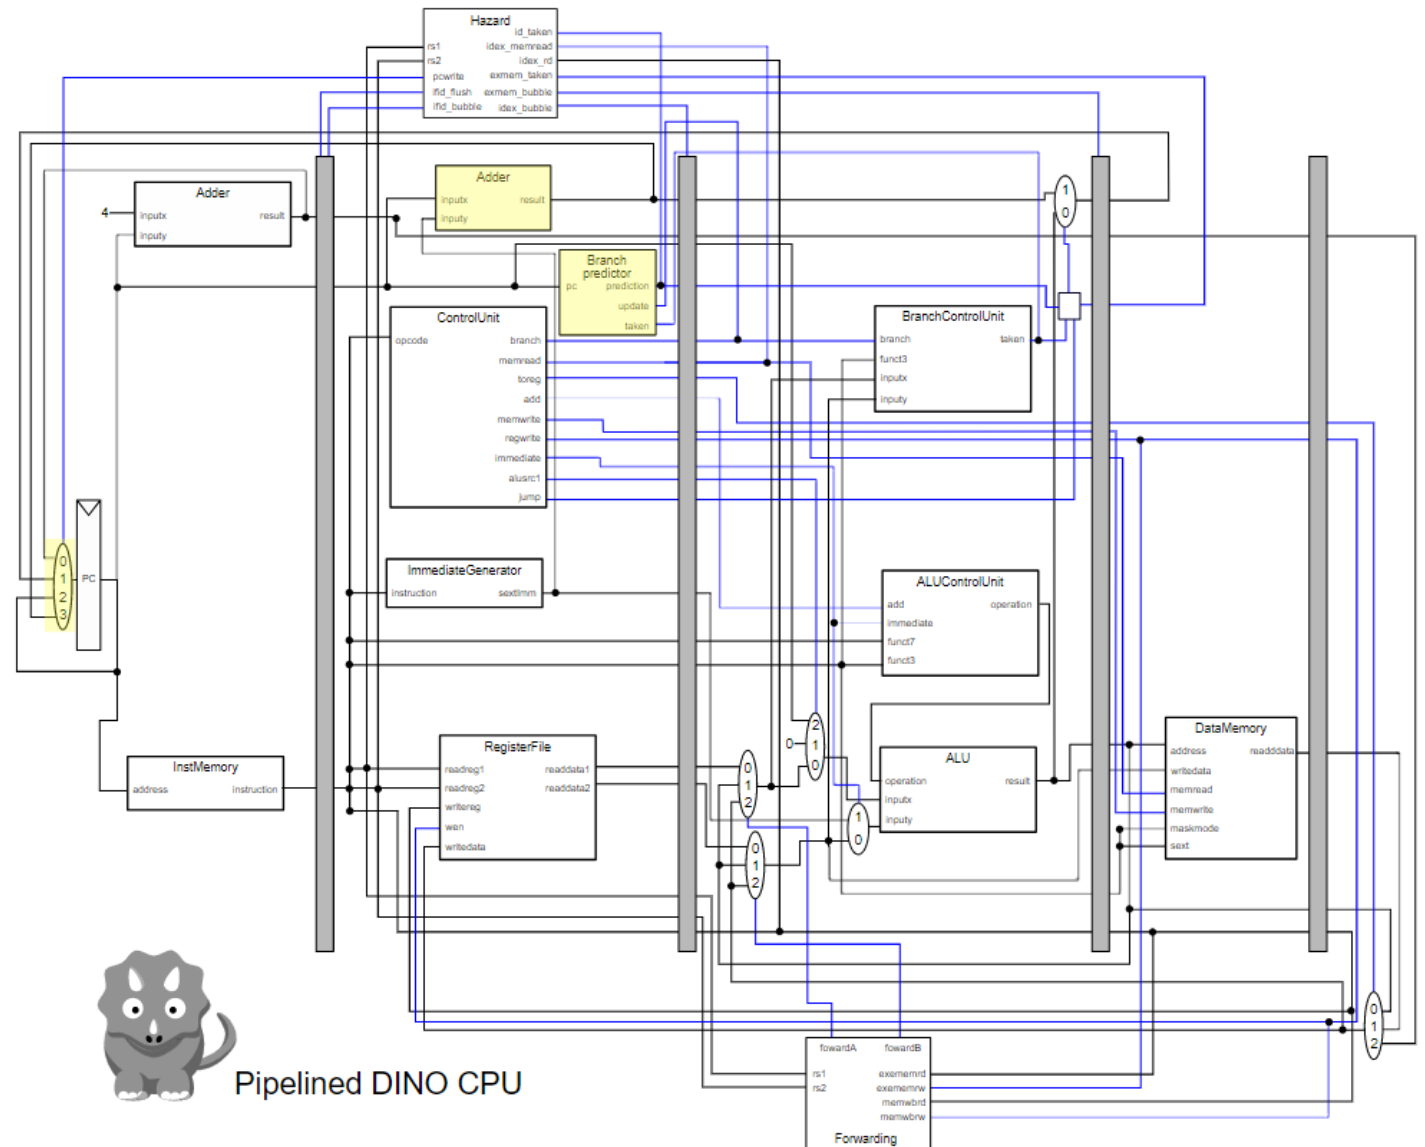 Hazard
id_taken
rs1 idex_memread
rs2 idex_rd
pcwrite exmem_taken
ifid_flush exmem_bubble
ifid_bubble idex_bubble
Adder
4 inputx result
inputy
Adder
inputx result
inputy
1
0
Branch
predictor
pc prediction
update
taken
ControlUnit
opcode branch
memread
toreg
add
memwrite
regwrite
immediate
alusrc1
jump
BranchControlUnit
branch taken
funct3
inputx
inputy
0
1
2
3
PC
ImmediateGenerator
instruction sextImm
ALUControlUnit
add operation
immediate
funct7
funct3
InstMemory
address instruction
RegisterFile
readreg1 readdata1
readreg2 readdata2
writereg
wen
writedata
0
1
2
0
1
2
2
0 1
0
1
0
ALU
operation result
inputx
inputy
DataMemory
address readddata
writedata
memread
memwrite
maskmode
sext
0
1
2
fowardA fowardB
rs1 exememrd
rs2 exememrw
memwbrd
memwbrw
Forwarding
Pipelined DINO CPU